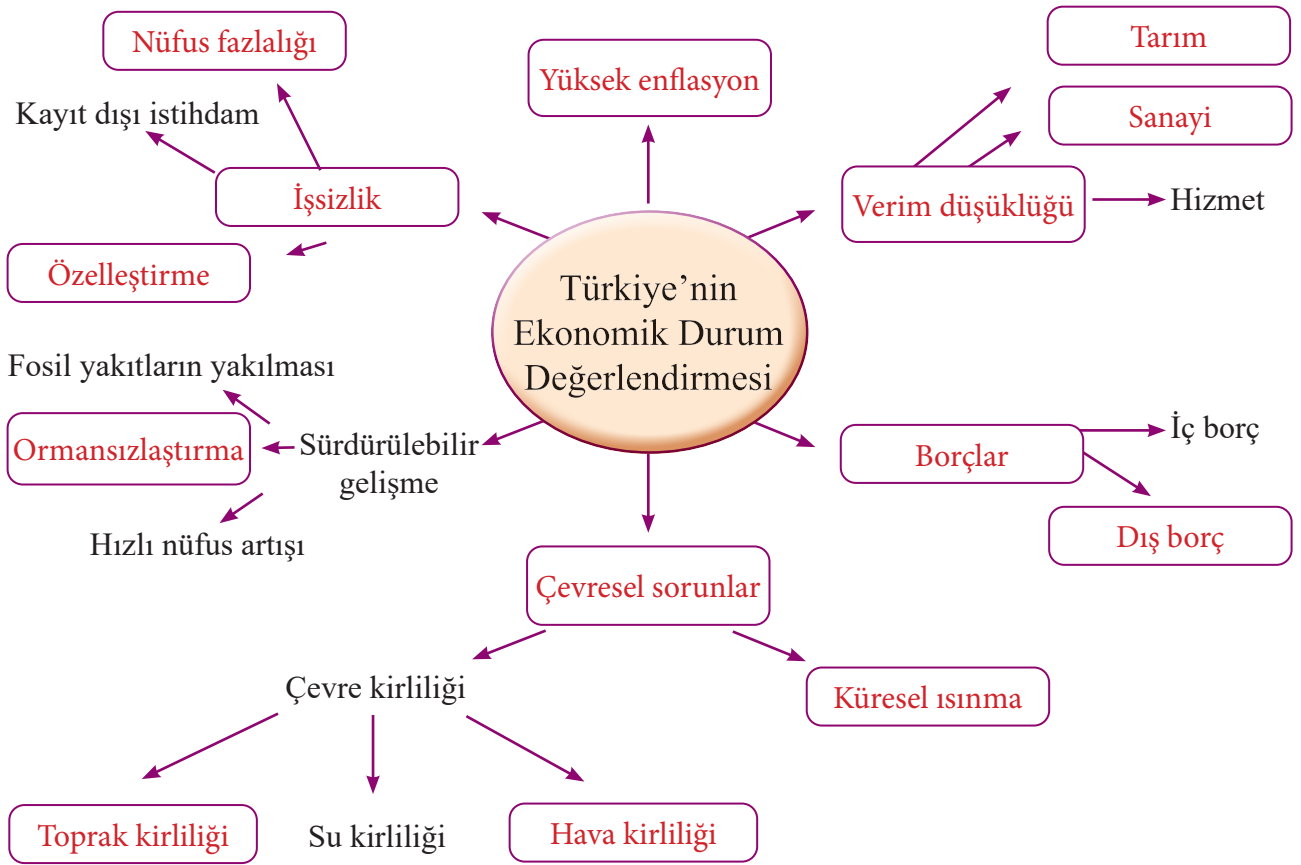 Nüfus fazlalığı
Tarım
Yüksek enflasyon
Kayıt dışı istihdam
Sanayi
İşsizlik
Verim düşüklüğü
Hizmet
Özelleştirme
Türkiye’nin
Ekonomik Durum
Değerlendirmesi
Fosil yakıtların yakılması
Ormansızlaştırma
Sürdürülebilir
gelişme
Hızlı nüfus artışı
İç borç
Borçlar
Dış borç
Çevresel sorunlar
Çevre kirliliği
Küresel ısınma
Toprak kirliliği
Su kirliliği
Hava kirliliği